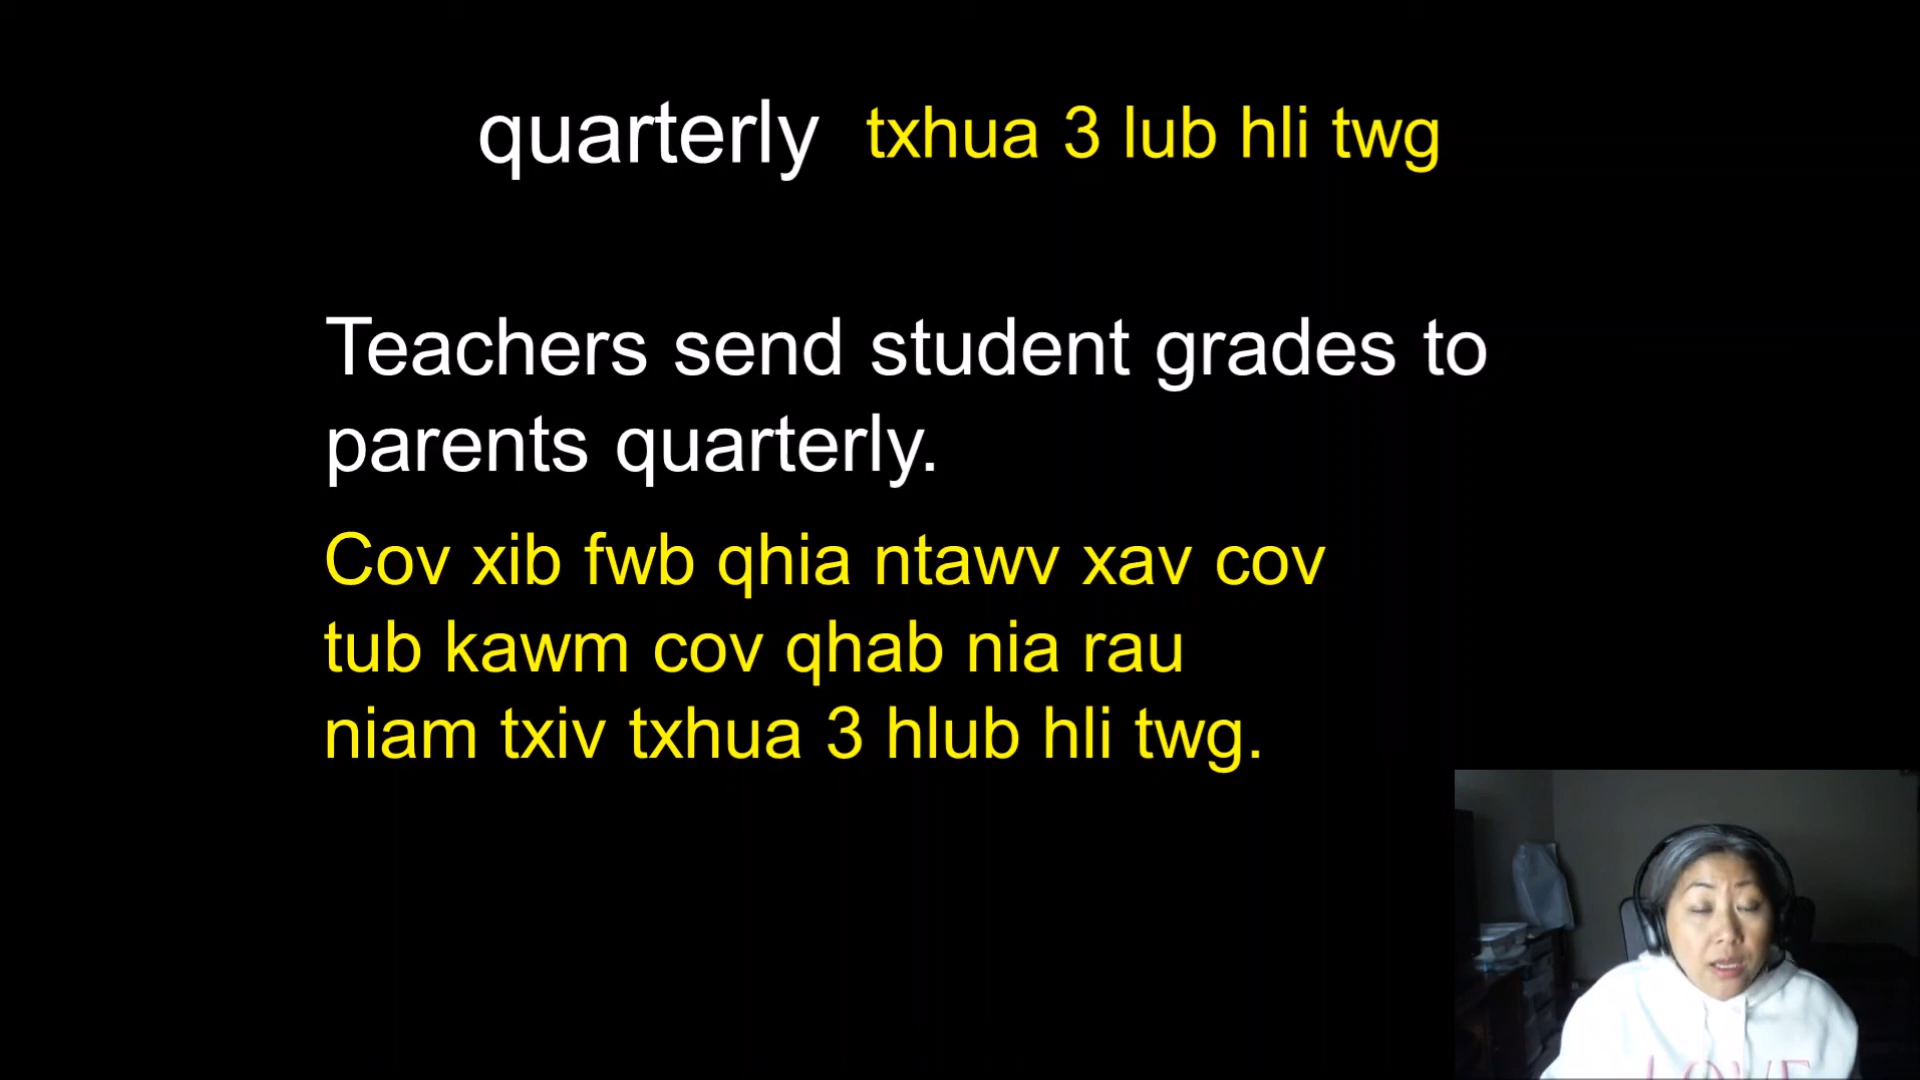 quarterly txhua 3 lub hli twg
Teachers send student grades to
parents quarterly.
Cov xib fwb qhia ntawv xav cov
tub kawm cov qhab nia rau
niam txiv txhua 3 hlub hli twg.
LOVE